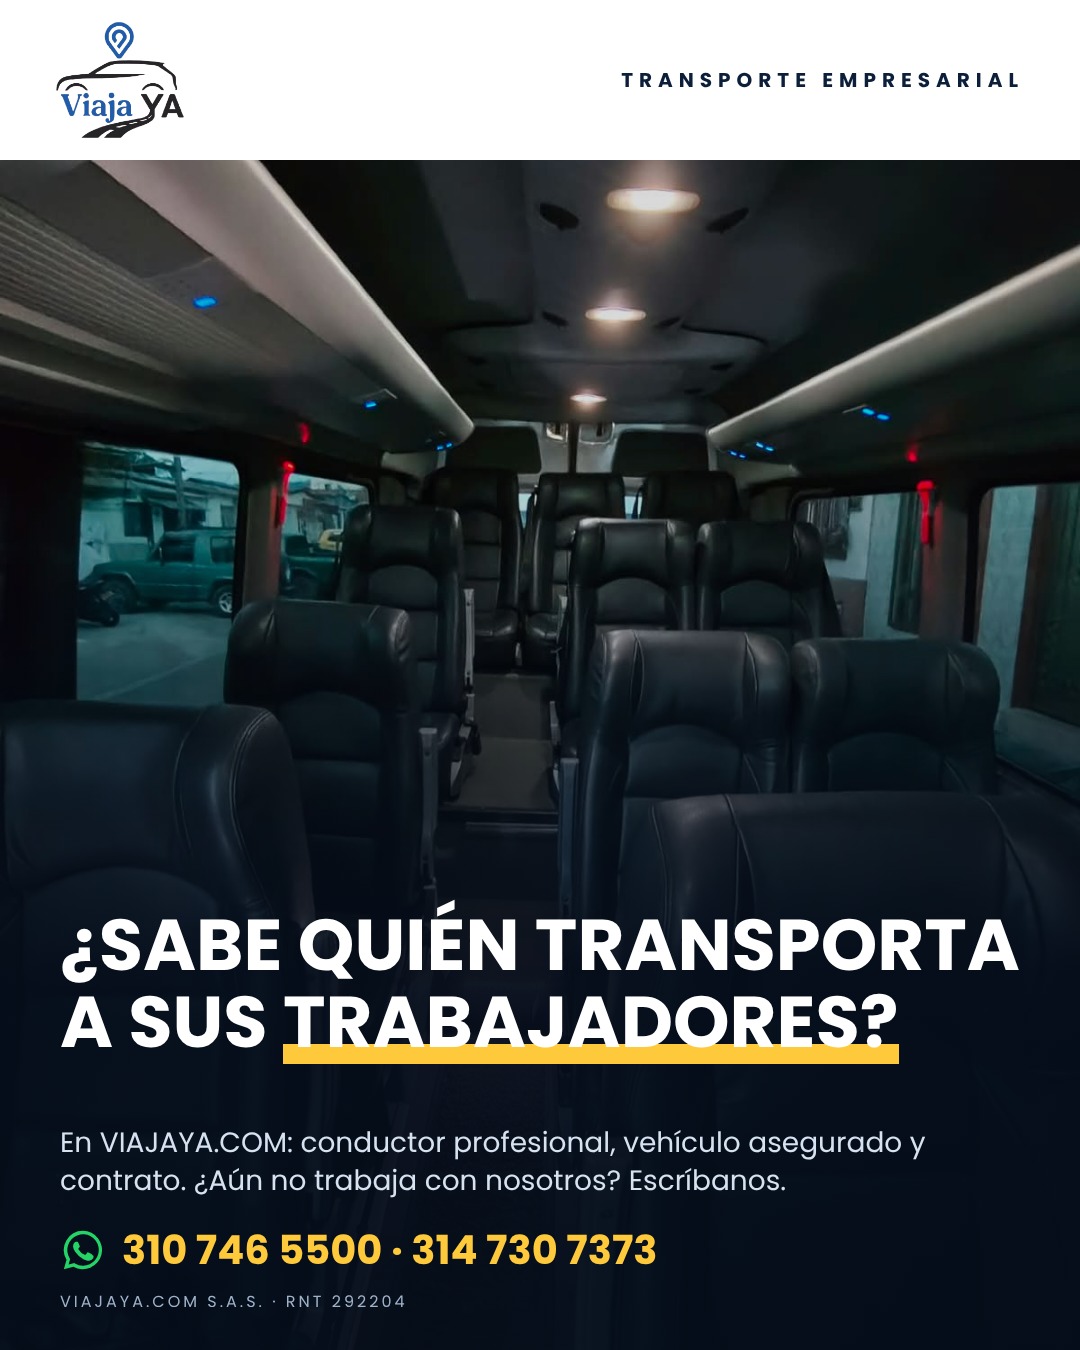 Viaja YA
TRANSPORTE EMPRESARIAL
¿SABE QUIÉN TRANSPORTA
A SUS TRABAJADORES?
En VIAJAYA.COM: conductor profesional, vehículo asegurado y
contrato. ¿Aún no trabaja con nosotros? Escríbanos.
310 746 5500 · 314 730 7373
VIAJAYA.COM S.A.S. · RNT 292204